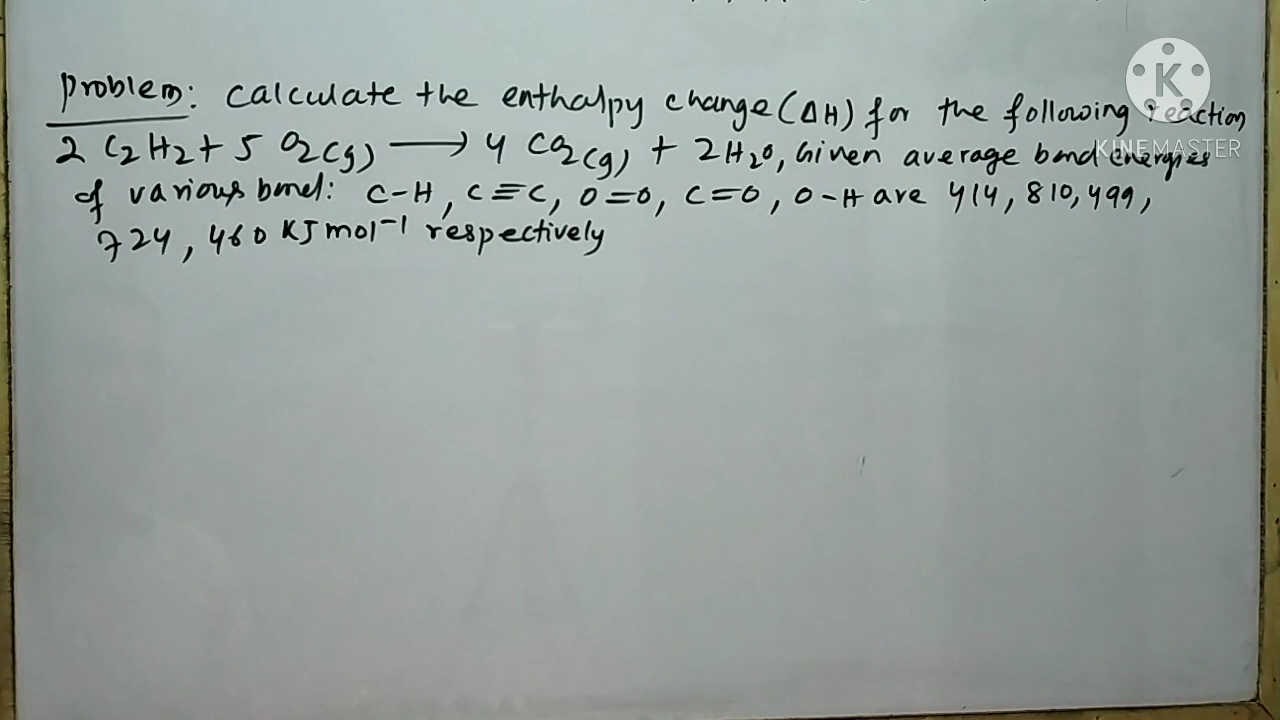 Problem: Calculate the enthalpy change (ΔH) for the following reaction
2 C2H2 + 5 O2(g) ⟶ 4 CO2(g) + 2H2O, Given average bond energies
of various bond: C-H, C≡C, O=O, C=O, O-H are 414, 810, 499,
724, 460 KJ mol⁻¹ respectively
K
KINEMASTER